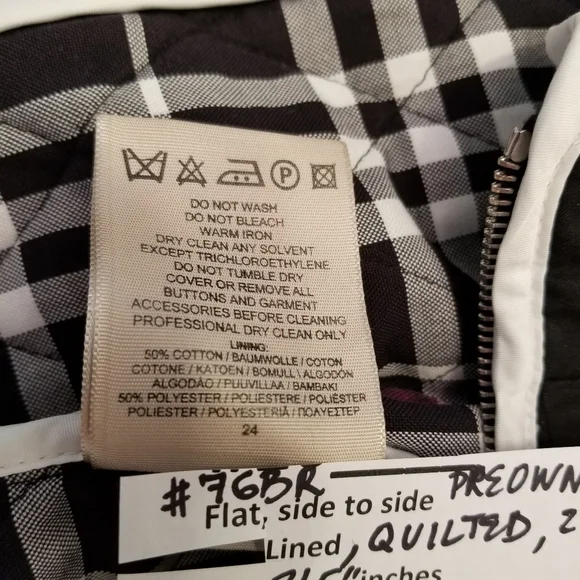 P
DO NOT WASH
DO NOT BLEACH
WARM IRON
DRY CLEAN ANY SOLVENT
EXCEPT TRICHLOROETHYLENE
DO NOT TUMBLE DRY
COVER OR REMOVE ALL
BUTTONS AND GARMENT
ACCESSORIES BEFORE CLEANING
PROFESSIONAL DRY CLEAN ONLY
LINING:
50% COTTON / BAUMWOLLE / COTON
COTONE / KATOEN / BOMULL / ALGODÓN
ALGODÃO / PUUVILLAA / BAMBAKI
50% POLYESTER / POLIESTERE / POLIÉSTER
POLIESTER / POLYESTERIÄ / ΠΟΛΥΕΣΤΕΡ
24
#76BR PREOWN
Flat, side to side
Lined, QUILTED, 2
inches